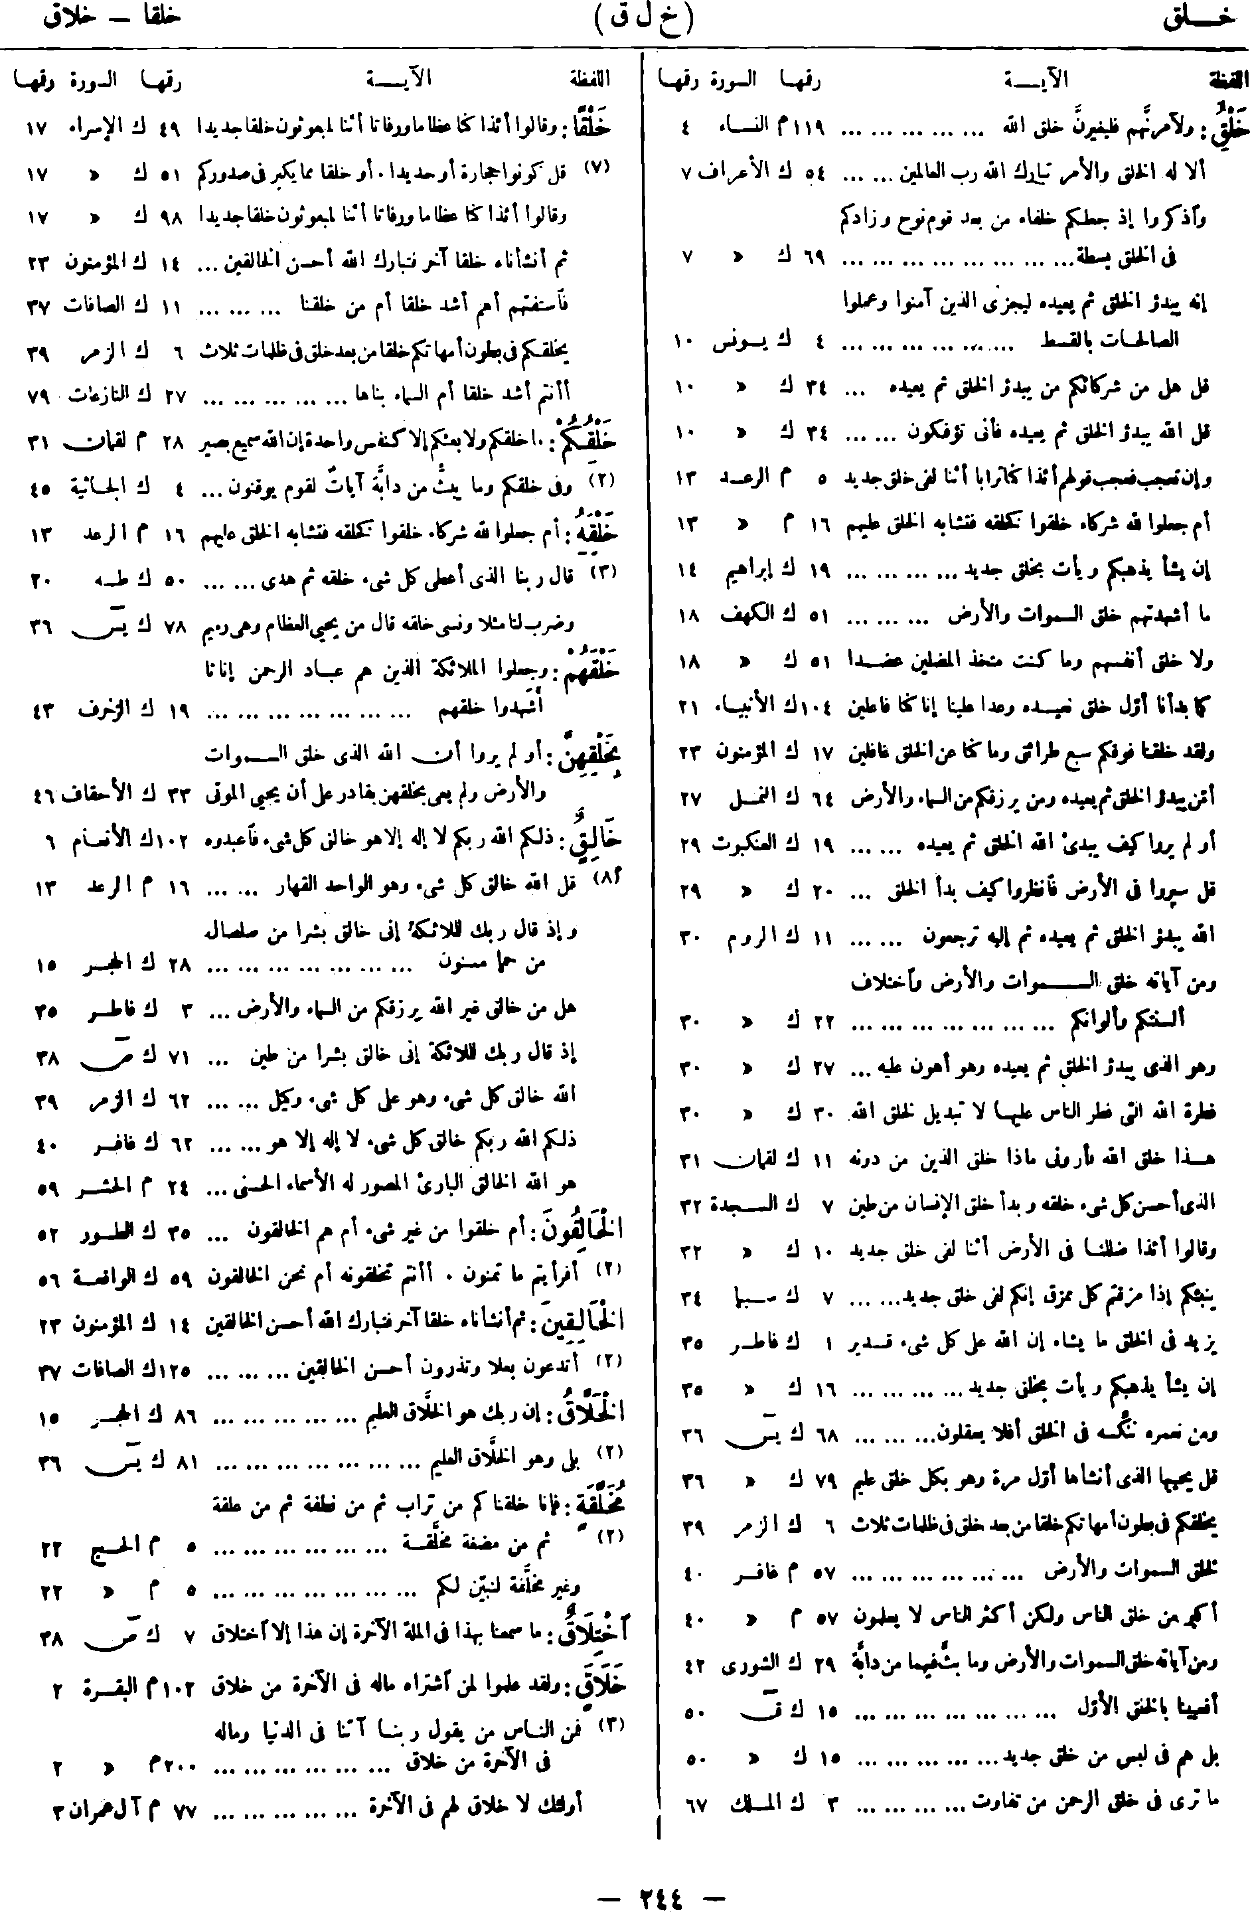 خلق
(خ ل ق)
خلقا — خلاق
اللفظة الآيـــة رقمها السورة رقمها
خَلْقُ: ولآمرنَّهم فليغيرنَّ خلق الله ... ... ... ... ... ١١٩ م النساء ٤
ألا له الخلق والأمر تبارك الله رب العالمين ... ... ٥٤ ك الأعراف ٧
وآذكروا إذ جعلكم خلفاء من بعد قوم نوح وزادكم
فى الخلق بسطة ... ... ... ... ... ... ... ... ٦٩ ك » ٧
إنه يبدؤ الخلق ثم يعيده ليجزى الذين آمنوا وعملوا
الصالحات بالقسط ... ... ... ... ... ... ٤ ك يونس ١٠
قل هل من شركائكم من يبدؤ الخلق ثم يعيده ... ٣٤ ك » ١٠
قل الله يبدؤ الخلق ثم يعيده فأنى تؤفكون ... ... ٣٤ ك » ١٠
وإن تعجب فعجب قولهم أئذا كنا ترابا أئنا لفى خلق جديد ٥ م الرعد ١٣
أم جعلوا لله شركاء خلقوا كخلقه فتشابه الخلق عليهم ١٦ م » ١٣
إن يشأ يذهبكم ويأت بخلق جديد ... ... ... ... ١٩ ك إبراهيم ١٤
ما أشهدتهم خلق السموات والأرض ... ... ... ٥١ ك الكهف ١٨
ولا خلق أنفسهم وما كنت متخذ المضلين عضدا ٥١ ك » ١٨
كما بدأنا أوّل خلق نعيده وعدا علينا إنا كنا فاعلين ١٠٤ ك الأنبياء ٢١
ولقد خلقنا فوقكم سبع طرائق وما كنا عن الخلق غافلين ١٧ ك المؤمنون ٢٣
أمّن يبدؤ الخلق ثم يعيده ومن يرزقكم من السماء والأرض ٦٤ ك النمل ٢٧
أو لم يروا كيف يبدئ الله الخلق ثم يعيده ... ... ١٩ ك العنكبوت ٢٩
قل سيروا فى الأرض فآنظروا كيف بدأ الخلق ... ٢٠ ك » ٢٩
الله يبدؤ الخلق ثم يعيده ثم إليه ترجعون ... ... ١١ ك الروم ٣٠
ومن آياته خلق السموات والأرض وآختلاف
ألسنتكم وألوانكم ... ... ... ... ... ... ... ٢٢ ك » ٣٠
وهو الذى يبدؤ الخلق ثم يعيده وهو أهون عليه ... ٢٧ ك » ٣٠
فطرة الله التى فطر الناس عليها لا تبديل لخلق الله ٣٠ ك » ٣٠
هـذا خلق الله فأرونى ماذا خلق الذين من دونه ١١ ك لقمان ٣١
الذى أحسن كل شىء خلقه وبدأ خلق الإنسان من طين ٧ ك السجدة ٣٢
وقالوا أئذا ضللنا فى الأرض أئنا لفى خلق جديد ١٠ ك » ٣٢
ينبئكم إذا مزقتم كل ممزق إنكم لفى خلق جديد ... ... ٧ ك سبأ ٣٤
يزيد فى الخلق ما يشاء إن الله على كل شىء قدير ١ ك فاطر ٣٥
إن يشأ يذهبكم ويأت بخلق جديد ... ... ... ... ١٦ ك » ٣٥
ومن نعمره ننكِّسه فى الخلق أفلا يعقلون ... ... ... ٦٨ ك يسٓ ٣٦
قل يحييها الذى أنشأها أوّل مرة وهو بكل خلق عليم ٧٩ ك » ٣٦
يخلقكم فى بطون أمهاتكم خلقا من بعد خلق فى ظلمات ثلاث ٦ ك الزمر ٣٩
لخلق السموات والأرض ... ... ... ... ... ... ٥٧ م غافر ٤٠
أكبر من خلق الناس ولكن أكثر الناس لا يعلمون ٥٧ م » ٤٠
ومن آياته خلق السموات والأرض وما بثَّ فيهما من دابَّة ٢٩ ك الشورى ٤٢
أفعيينا بالخلق الأوّل ... ... ... ... ... ... ... ١٥ ك قٓ ٥٠
بل هم فى لبس من خلق جديد ... ... ... ... ... ١٥ ك » ٥٠
ما ترى فى خلق الرحمن من تفاوت ... ... ... ... ٣ ك الملك ٦٧
اللفظة الآيـــة رقمها السورة رقمها
خَلْقًا: وقالوا أئذا كنا عظاما ورفاتا أئنا لمبعوثون خلقا جديدا ٤٩ ك الإسراء ١٧
(٧) قل كونوا حجارة أو حديدا. أو خلقا مما يكبر فى صدوركم ٥١ ك » ١٧
وقالوا أئذا كنا عظاما ورفاتا أئنا لمبعوثون خلقا جديدا ٩٨ ك » ١٧
ثم أنشأناه خلقا آخر فتبارك الله أحسن الخالقين ... ١٤ ك المؤمنون ٢٣
فآستفتهم أهم أشد خلقا أم من خلقنا ... ... ... ١١ ك الصافات ٣٧
يخلقكم فى بطون أمهاتكم خلقا من بعد خلق فى ظلمات ثلاث ٦ ك الزمر ٣٩
أأنتم أشد خلقا أم السماء بناها ... ... ... ... ... ٢٧ ك النازعات ٧٩
خَلْقُكُمْ: ما خلقكم ولا بعثكم إلا كنفس واحدة إن الله سميع بصير ٢٨ م لقمان ٣١
(٢) وفى خلقكم وما يبثُّ من دابَّة آياتٌ لقوم يوقنون ... ٤ ك الجاثية ٤٥
خَلْقِهِ: أم جعلوا لله شركاء خلقوا كخلقه فتشابه الخلق عليهم ١٦ م الرعد ١٣
(٣) قال ربنا الذى أعطى كل شىء خلقه ثم هدى ... ... ٥٠ ك طه ٢٠
وضرب لنا مثلا ونسى خلقه قال من يحيى العظام وهى رميم ٧٨ ك يسٓ ٣٦
خَلْقَهُمْ: وجعلوا الملائكة الذين هم عباد الرحمن إناثا
أَشَهِدوا خلقهم ... ... ... ... ... ... ... ١٩ ك الزخرف ٤٣
بِخَلْقِهِنَّ: أو لم يروا أن الله الذى خلق السموات
والأرض ولم يعى بخلقهن بقادر على أن يحيى الموتى ٣٣ ك الأحقاف ٤٦
خَالِقُ: ذلكم الله ربكم لا إله إلا هو خالق كل شىء فآعبدوه ١٠٢ ك الأنعام ٦
(٨) قل الله خالق كل شىء وهو الواحد القهار ... ... ١٦ م الرعد ١٣
وإذ قال ربك للائكة إنى خالق بشرا من صلصال
من حما مسنون ... ... ... ... ... ... ... ٢٨ ك الحجر ١٥
هل من خالق غير الله يرزقكم من السماء والأرض ... ٣ ك فاطر ٣٥
إذ قال ربك للائكة إنى خالق بشرا من طين ... ٧١ ك صٓ ٣٨
الله خالق كل شىء وهو على كل شىء وكيل ... ... ٦٢ ك الزمر ٣٩
ذلكم الله ربكم خالق كل شىء لا إله إلا هو ... ... ٦٢ ك غافر ٤٠
هو الله الخالق البارئ المصور له الأسماء الحسنى ... ٢٤ م الحشر ٥٩
الْخَالِقُونَ: أم خلقوا من غير شىء أم هم الخالقون ... ٣٥ ك الطور ٥٢
(٢) أفرأيتم ما تمنون . أأنتم تخلقونه أم نحن الخالقون ٥٩ ك الواقعة ٥٦
الْخَالِقِينَ: ثم أنشأناه خلقا آخر فتبارك الله أحسن الخالقين ١٤ ك المؤمنون ٢٣
(٢) أتدعون بعلا وتذرون أحسن الخالقين ... ... ... ١٢٥ ك الصافات ٣٧
الْخَلَّاقُ: إن ربك هو الخلَّاق العليم ... ... ... ... ... ٨٦ ك الحجر ١٥
(٢) بلى وهو الخلَّاق العليم ... ... ... ... ... ... ... ٨١ ك يسٓ ٣٦
مُخَلَّقَةٍ: فإنا خلقناكم من تراب ثم من نطفة ثم من علقة
(٢) ثم من مضغة مخلَّقة ... ... ... ... ... ... ٥ م الحج ٢٢
وغير مخلَّقة لنبيّن لكم ... ... ... ... ... ... ... ٥ م » ٢٢
آخْتِلَاقٌ: ما سمعنا بهذا فى الملة الآخرة إن هذا إلا آختلاق ٧ ك صٓ ٣٨
خَلَاقٍ: ولقد علموا لمن آشتراه ماله فى الآخرة من خلاق ١٠٢ م البقرة ٢
(٣) فمن الناس من يقول ربنا آتنا فى الدنيا وماله
فى الآخرة من خلاق ... ... ... ... ... ... ٢٠٠ م » ٢
أولئك لا خلاق لهم فى الآخرة ... ... ... ... ... ٧٧ م آل عمران ٣
— ٢٤٤ —